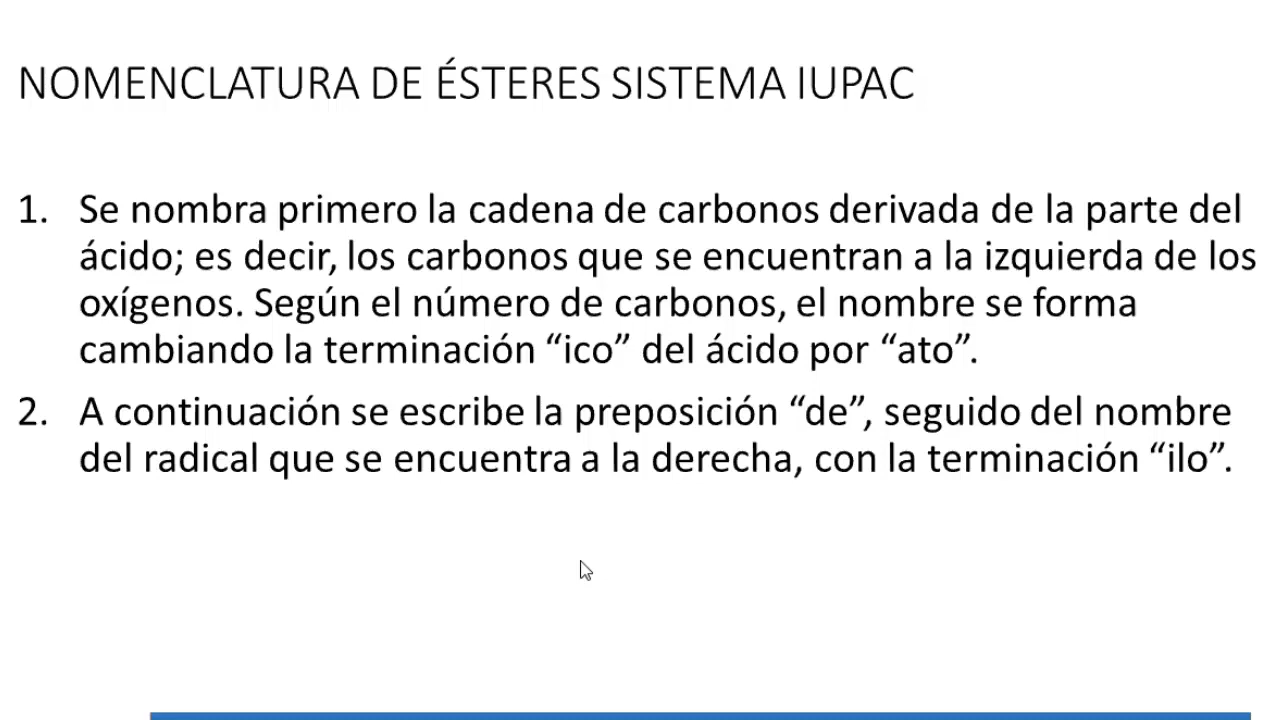 NOMENCLATURA DE ÉSTERES SISTEMA IUPAC
1. Se nombra primero la cadena de carbonos derivada de la parte del
ácido; es decir, los carbonos que se encuentran a la izquierda de los
oxígenos. Según el número de carbonos, el nombre se forma
cambiando la terminación “ico” del ácido por “ato”.
2. A continuación se escribe la preposición “de”, seguido del nombre
del radical que se encuentra a la derecha, con la terminación “ilo”.